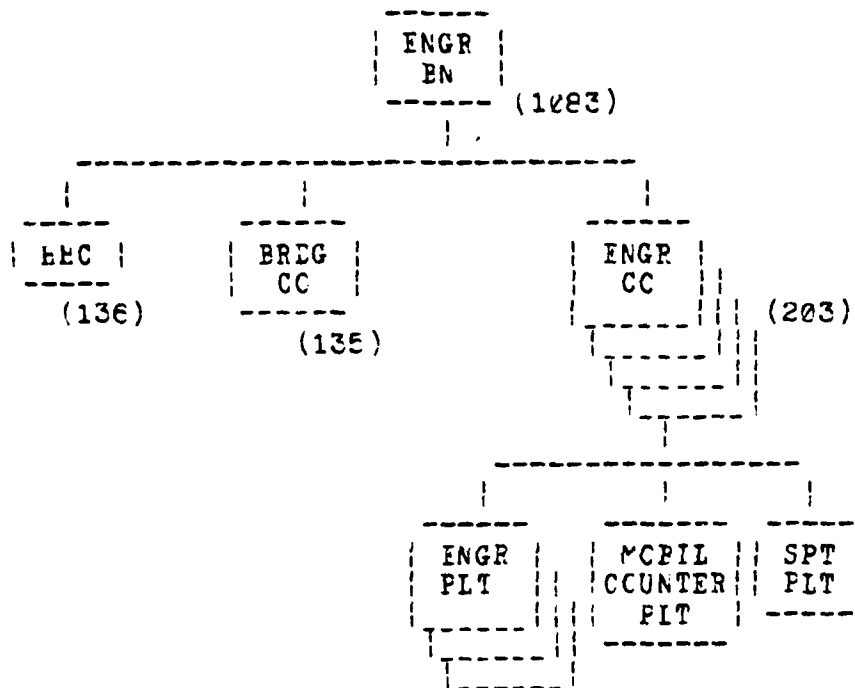 ENGR
BN
(1083)
HHC
BRDG
CO
ENGR
CO
(136)
(135)
(203)
ENGR
PLT
MOBIL
COUNTER
PLT
SPT
PLT